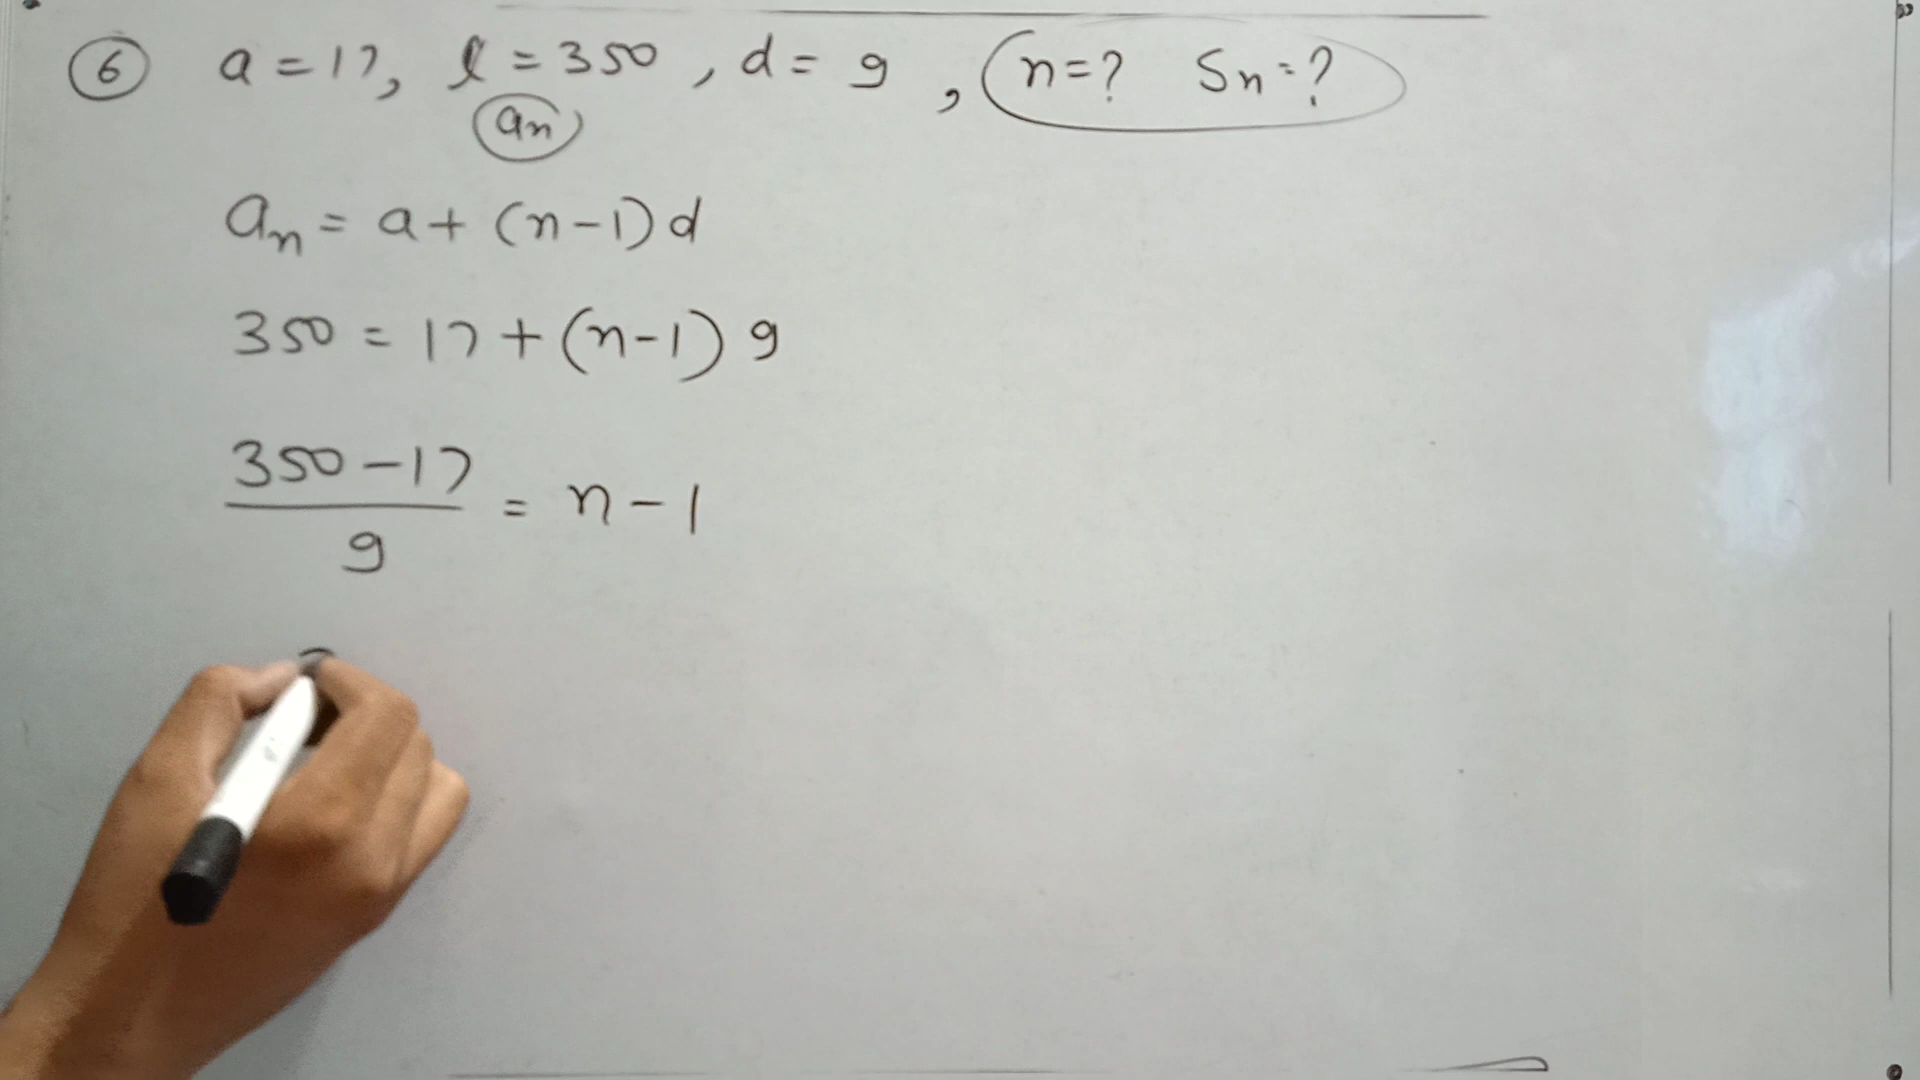 6 a = 17, l = 350, d = 9, n = ? Sn = ?
an
an = a + (n-1)d
350 = 17 + (n-1) 9
350-17
9
= n - 1